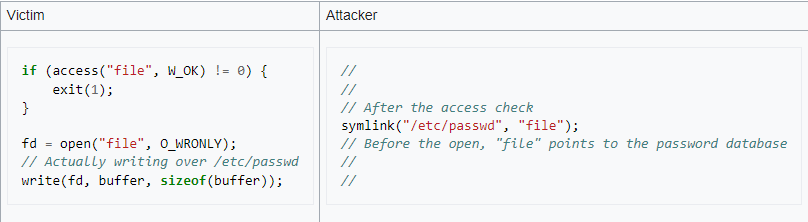 Victim
Attacker
if (access("file", W_OK) != 0) {
    exit(1);
}
fd = open("file", O_WRONLY);
// Actually writing over /etc/passwd
write(fd, buffer, sizeof(buffer));
//
//
// After the access check
symlink("/etc/passwd", "file");
// Before the open, "file" points to the password database
//
//